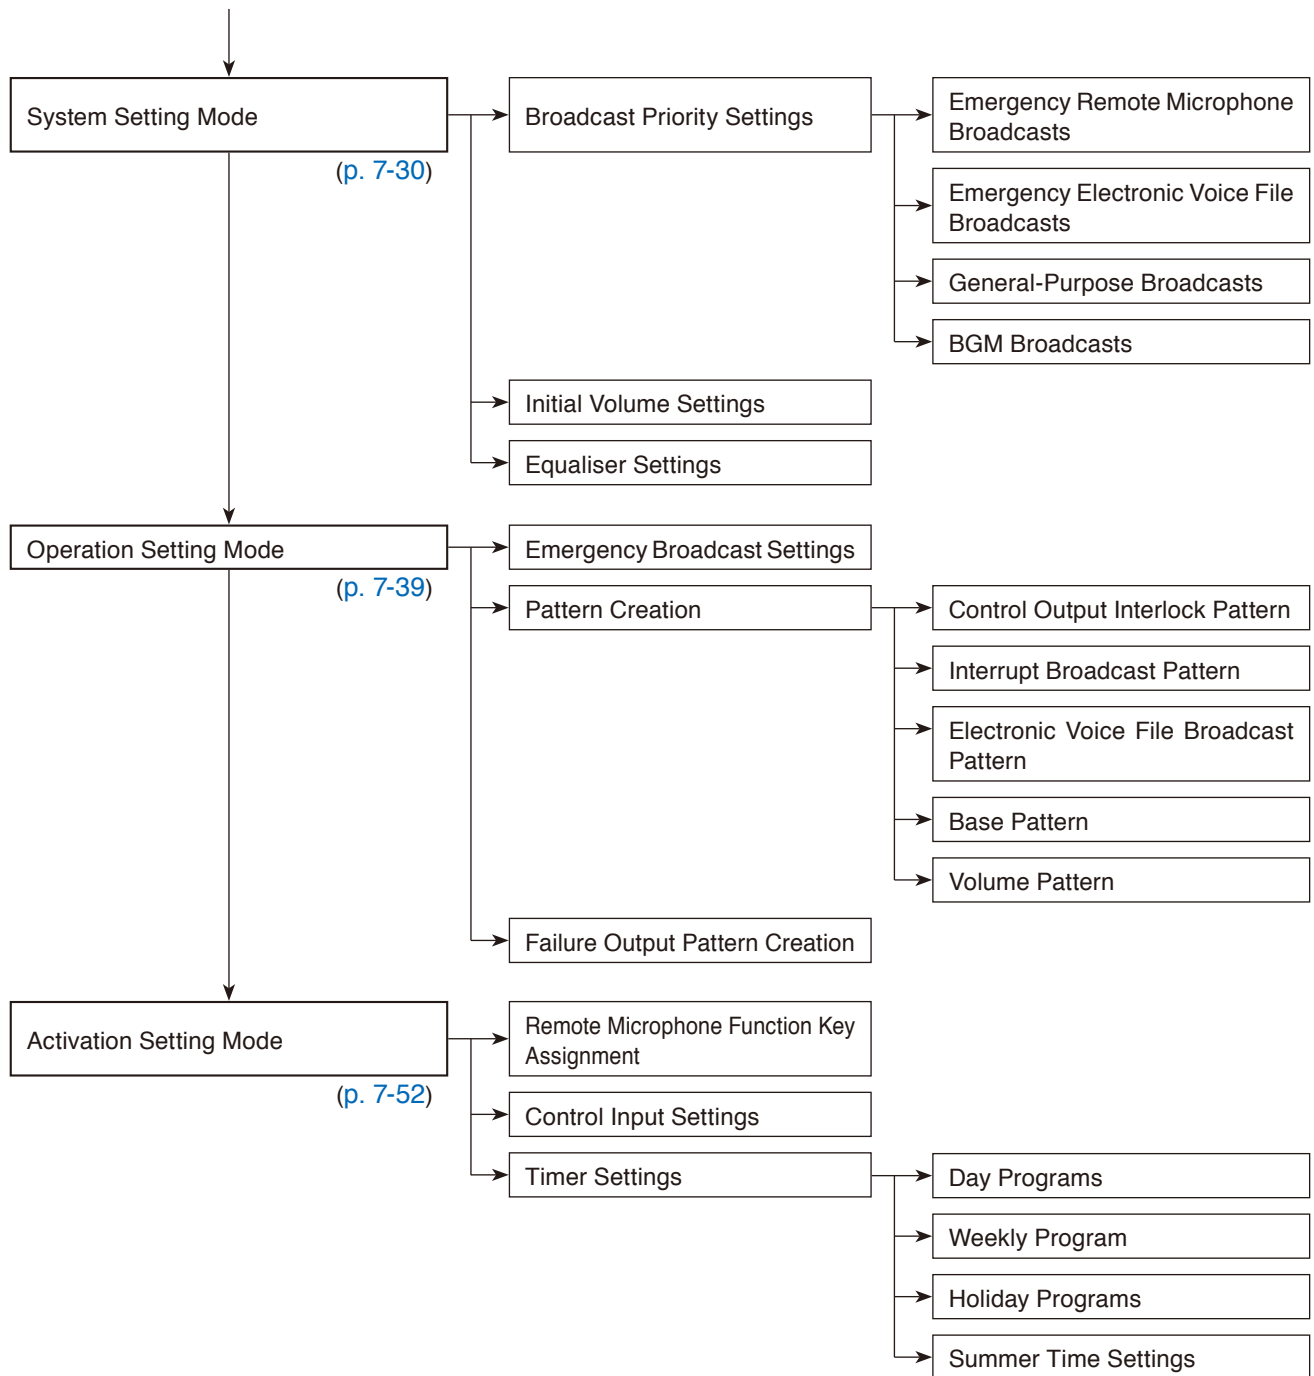 System Setting Mode
(p. 7-30)
Broadcast Priority Settings
Emergency Remote Microphone
Broadcasts
Emergency Electronic Voice File
Broadcasts
General-Purpose Broadcasts
BGM Broadcasts
Initial Volume Settings
Equaliser Settings
Operation Setting Mode
(p. 7-39)
Emergency Broadcast Settings
Pattern Creation
Control Output Interlock Pattern
Interrupt Broadcast Pattern
Electronic Voice File Broadcast
Pattern
Base Pattern
Volume Pattern
Failure Output Pattern Creation
Activation Setting Mode
(p. 7-52)
Remote Microphone Function Key
Assignment
Control Input Settings
Timer Settings
Day Programs
Weekly Program
Holiday Programs
Summer Time Settings